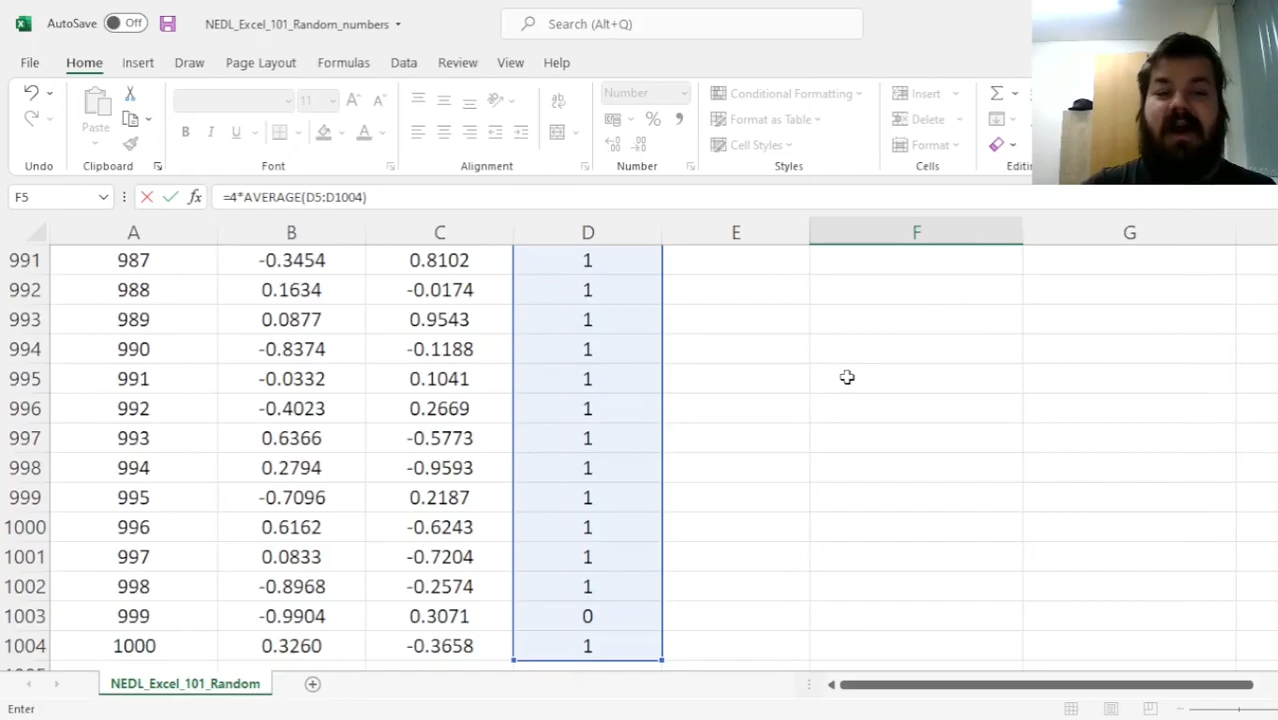 AutoSave Off NEDL_Excel_101_Random_numbers Search (Alt+Q)
File Home Insert Draw Page Layout Formulas Data Review View Help
11 A A Number Conditional Formatting Insert
Paste B I U A % Format as Table Delete
Cell Styles Format
Undo Clipboard Font Alignment Number Styles Cells Editin
F5 fx =4*AVERAGE(D5:D1004)
A B C D E F G
991 987 -0.3454 0.8102 1
992 988 0.1634 -0.0174 1
993 989 0.0877 0.9543 1
994 990 -0.8374 -0.1188 1
995 991 -0.0332 0.1041 1
996 992 -0.4023 0.2669 1
997 993 0.6366 -0.5773 1
998 994 0.2794 -0.9593 1
999 995 -0.7096 0.2187 1
1000 996 0.6162 -0.6243 1
1001 997 0.0833 -0.7204 1
1002 998 -0.8968 -0.2574 1
1003 999 -0.9904 0.3071 0
1004 1000 0.3260 -0.3658 1
NEDL_Excel_101_Random
Enter